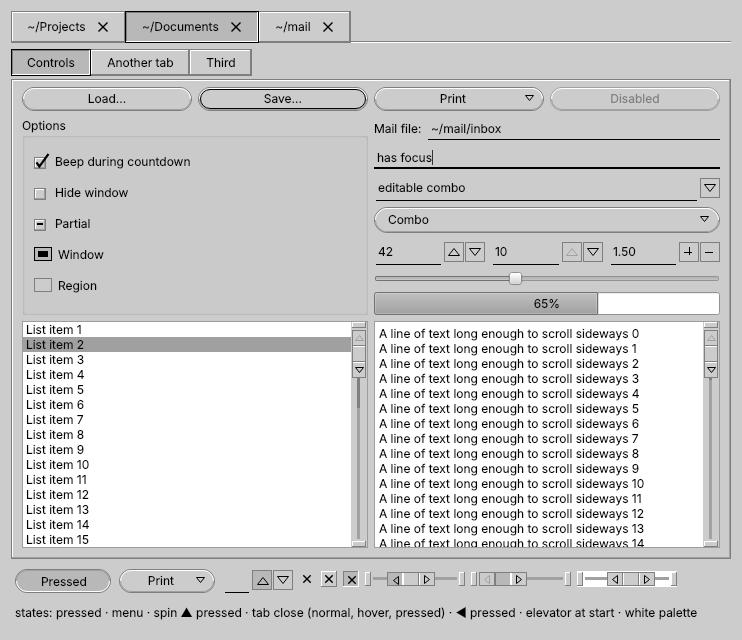 ~/Projects ~/Documents ~/mail
Controls Another tab Third
Load... Save... Print Disabled
Options
Beep during countdown
Hide window
Partial
Window
Region
Mail file: ~/mail/inbox
has focus
editable combo
Combo
42 10 1.50
65%
List item 1
List item 2
List item 3
List item 4
List item 5
List item 6
List item 7
List item 8
List item 9
List item 10
List item 11
List item 12
List item 13
List item 14
List item 15
A line of text long enough to scroll sideways 0
A line of text long enough to scroll sideways 1
A line of text long enough to scroll sideways 2
A line of text long enough to scroll sideways 3
A line of text long enough to scroll sideways 4
A line of text long enough to scroll sideways 5
A line of text long enough to scroll sideways 6
A line of text long enough to scroll sideways 7
A line of text long enough to scroll sideways 8
A line of text long enough to scroll sideways 9
A line of text long enough to scroll sideways 10
A line of text long enough to scroll sideways 11
A line of text long enough to scroll sideways 12
A line of text long enough to scroll sideways 13
A line of text long enough to scroll sideways 14
Pressed Print
states: pressed · menu · spin ▲ pressed · tab close (normal, hover, pressed) · ◀ pressed · elevator at start · white palette